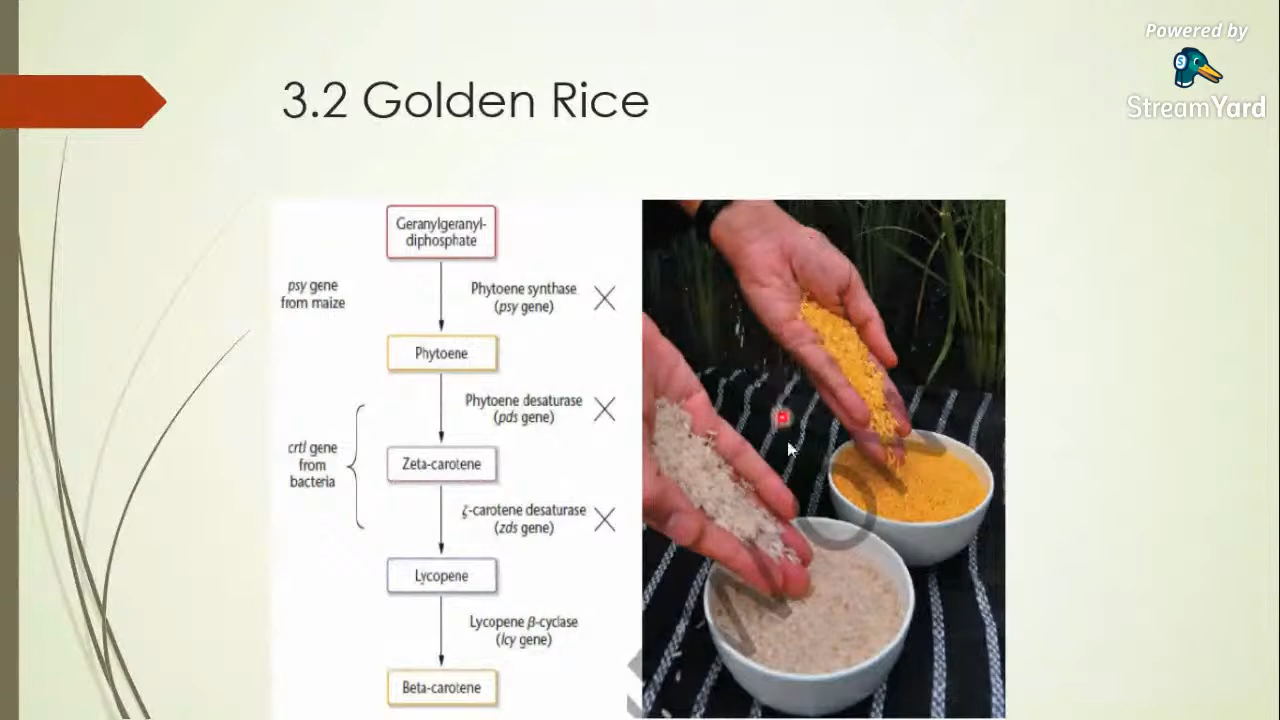 Powered by
S
StreamYard
3.2 Golden Rice
Geranylgeranyl-
diphosphate
psy gene
from maize
Phytoene synthase
(psy gene)
Phytoene
Phytoene desaturase
(pds gene)
crtI gene
from
bacteria
Zeta-carotene
ζ-carotene desaturase
(zds gene)
Lycopene
Lycopene β-cyclase
(lcy gene)
Beta-carotene